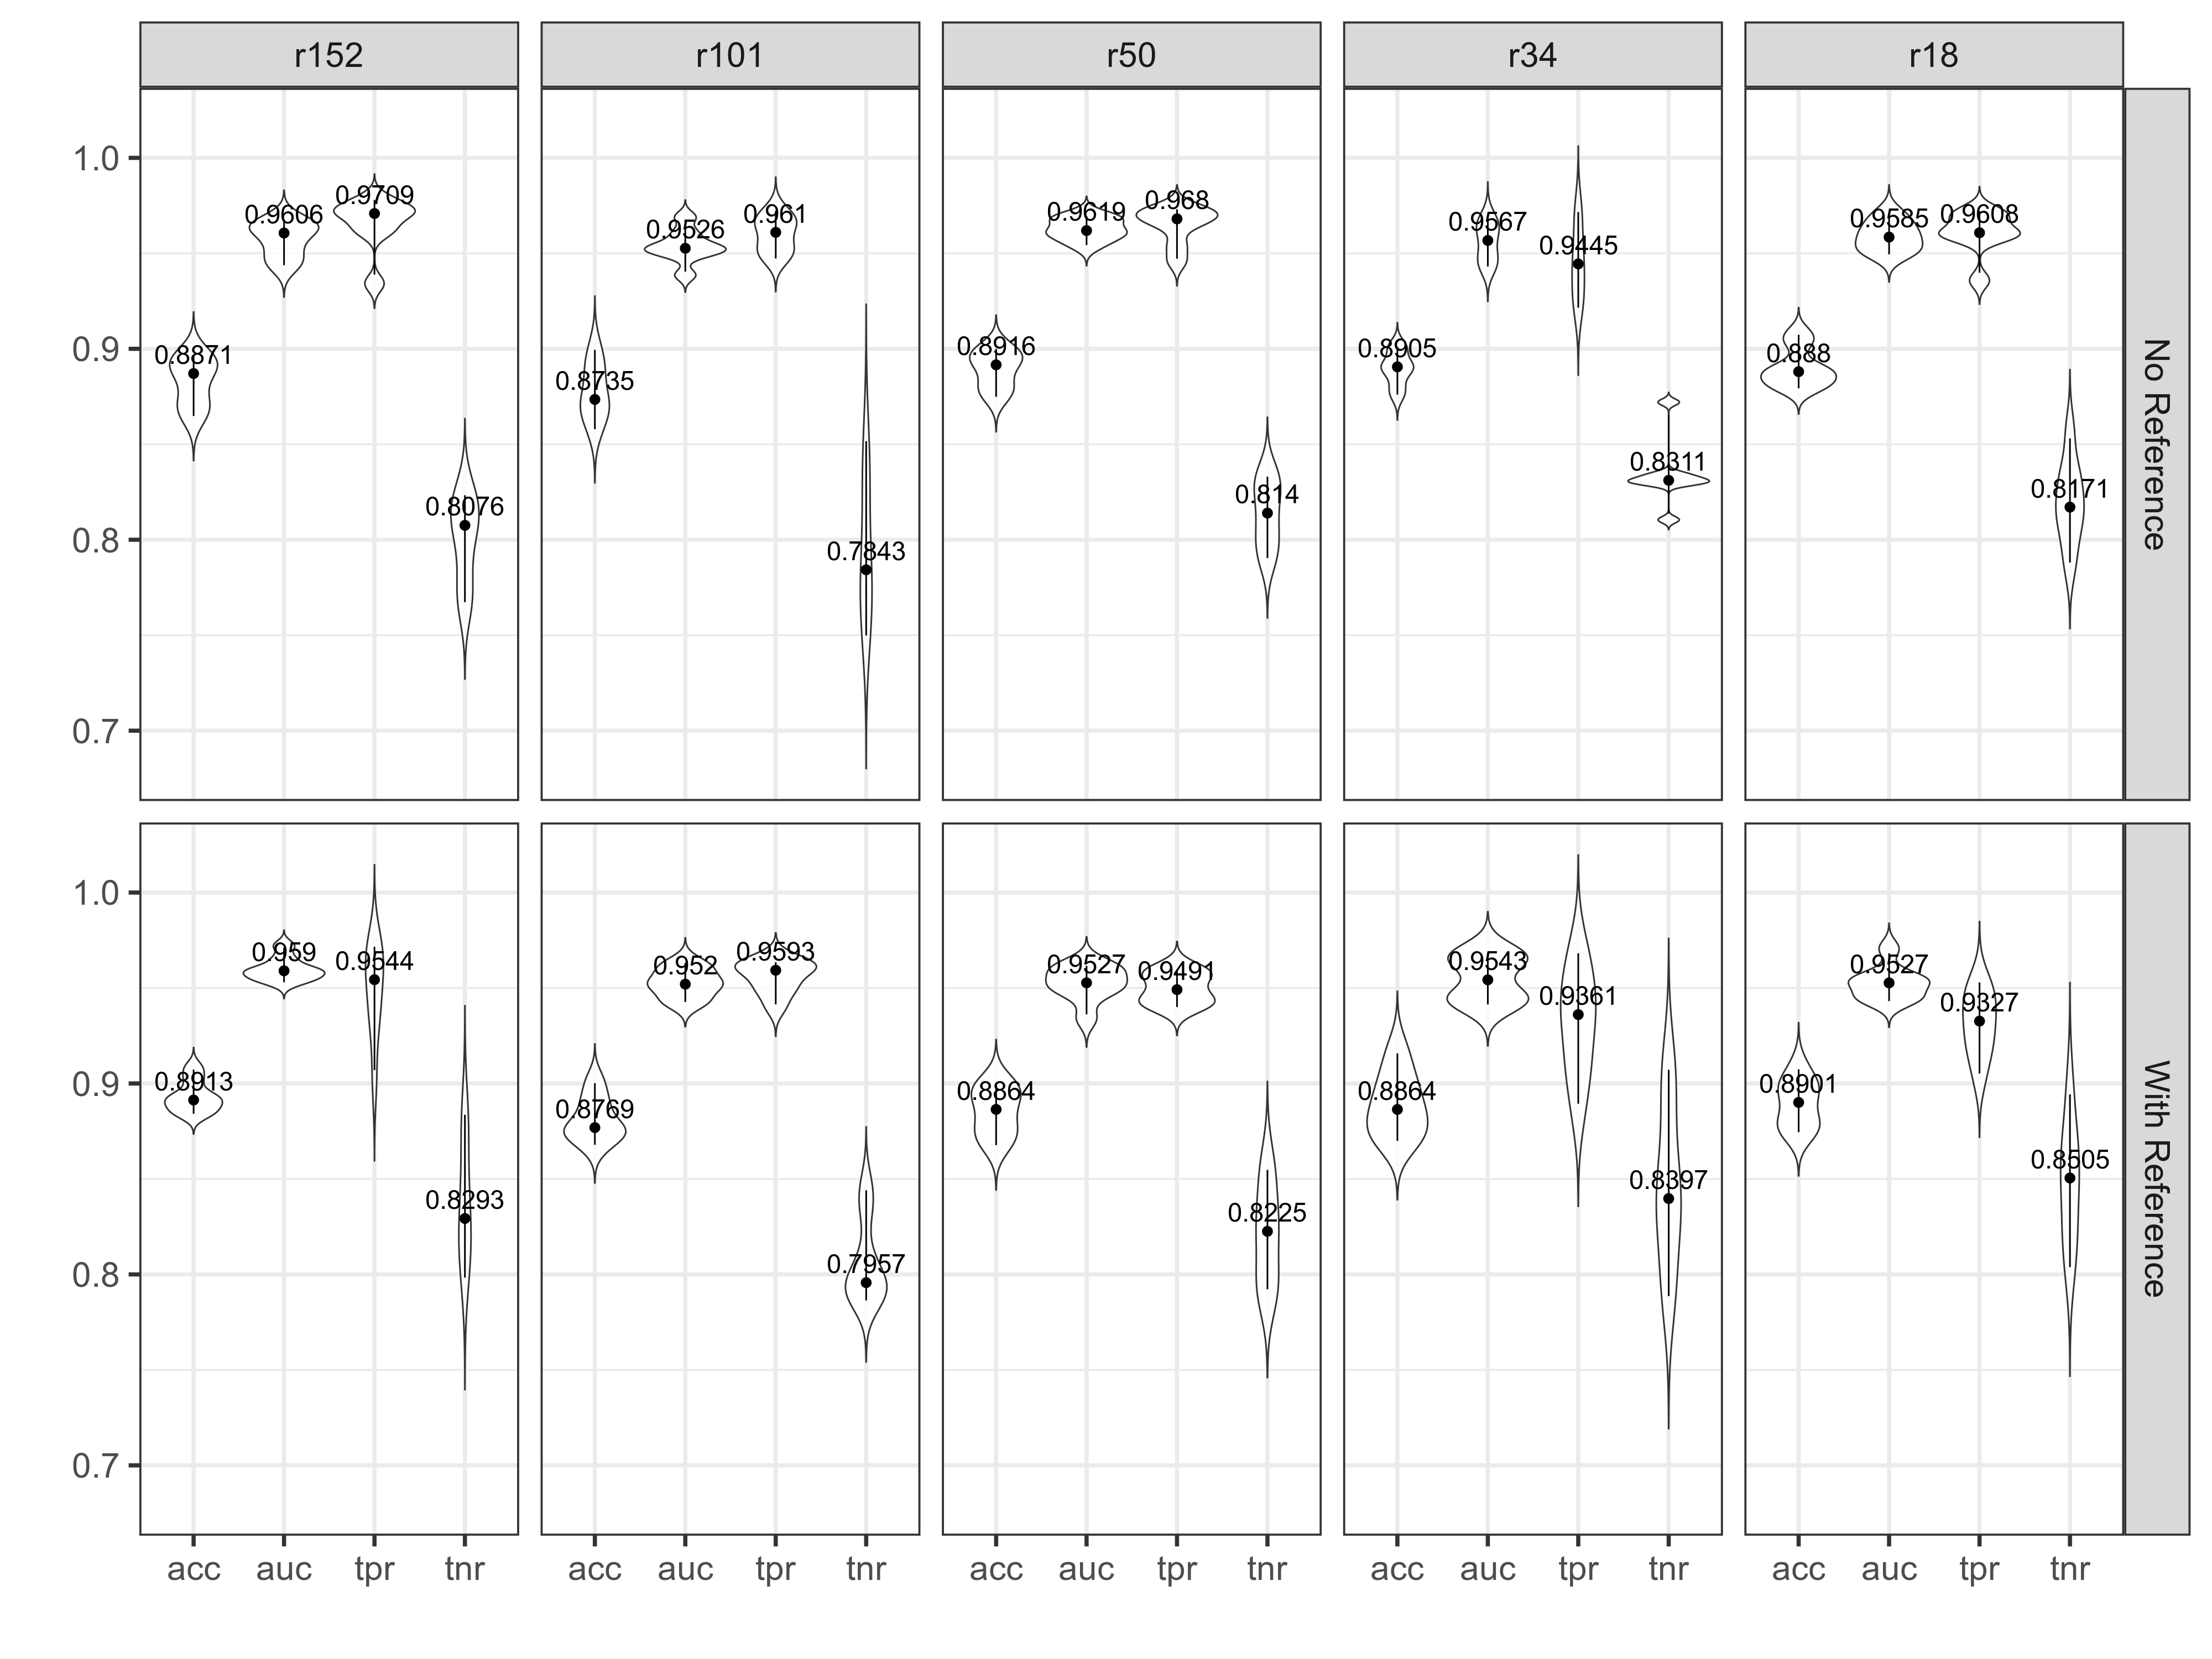 r152 r101 r50 r34 r18
No Reference
1.0
0.9
0.8
0.7
0.8871 0.9606 0.9709 0.8076
0.8735 0.9526 0.961 0.7843
0.8916 0.9619 0.968 0.814
0.8905 0.9567 0.9445 0.8311
0.888 0.9585 0.9608 0.8171
With Reference
1.0
0.9
0.8
0.7
0.8913 0.959 0.9544 0.8293
0.8769 0.952 0.9593 0.7957
0.8864 0.9527 0.9491 0.8225
0.8864 0.9543 0.9361 0.8397
0.8901 0.9527 0.9327 0.8505
acc auc tpr tnr acc auc tpr tnr acc auc tpr tnr acc auc tpr tnr acc auc tpr tnr